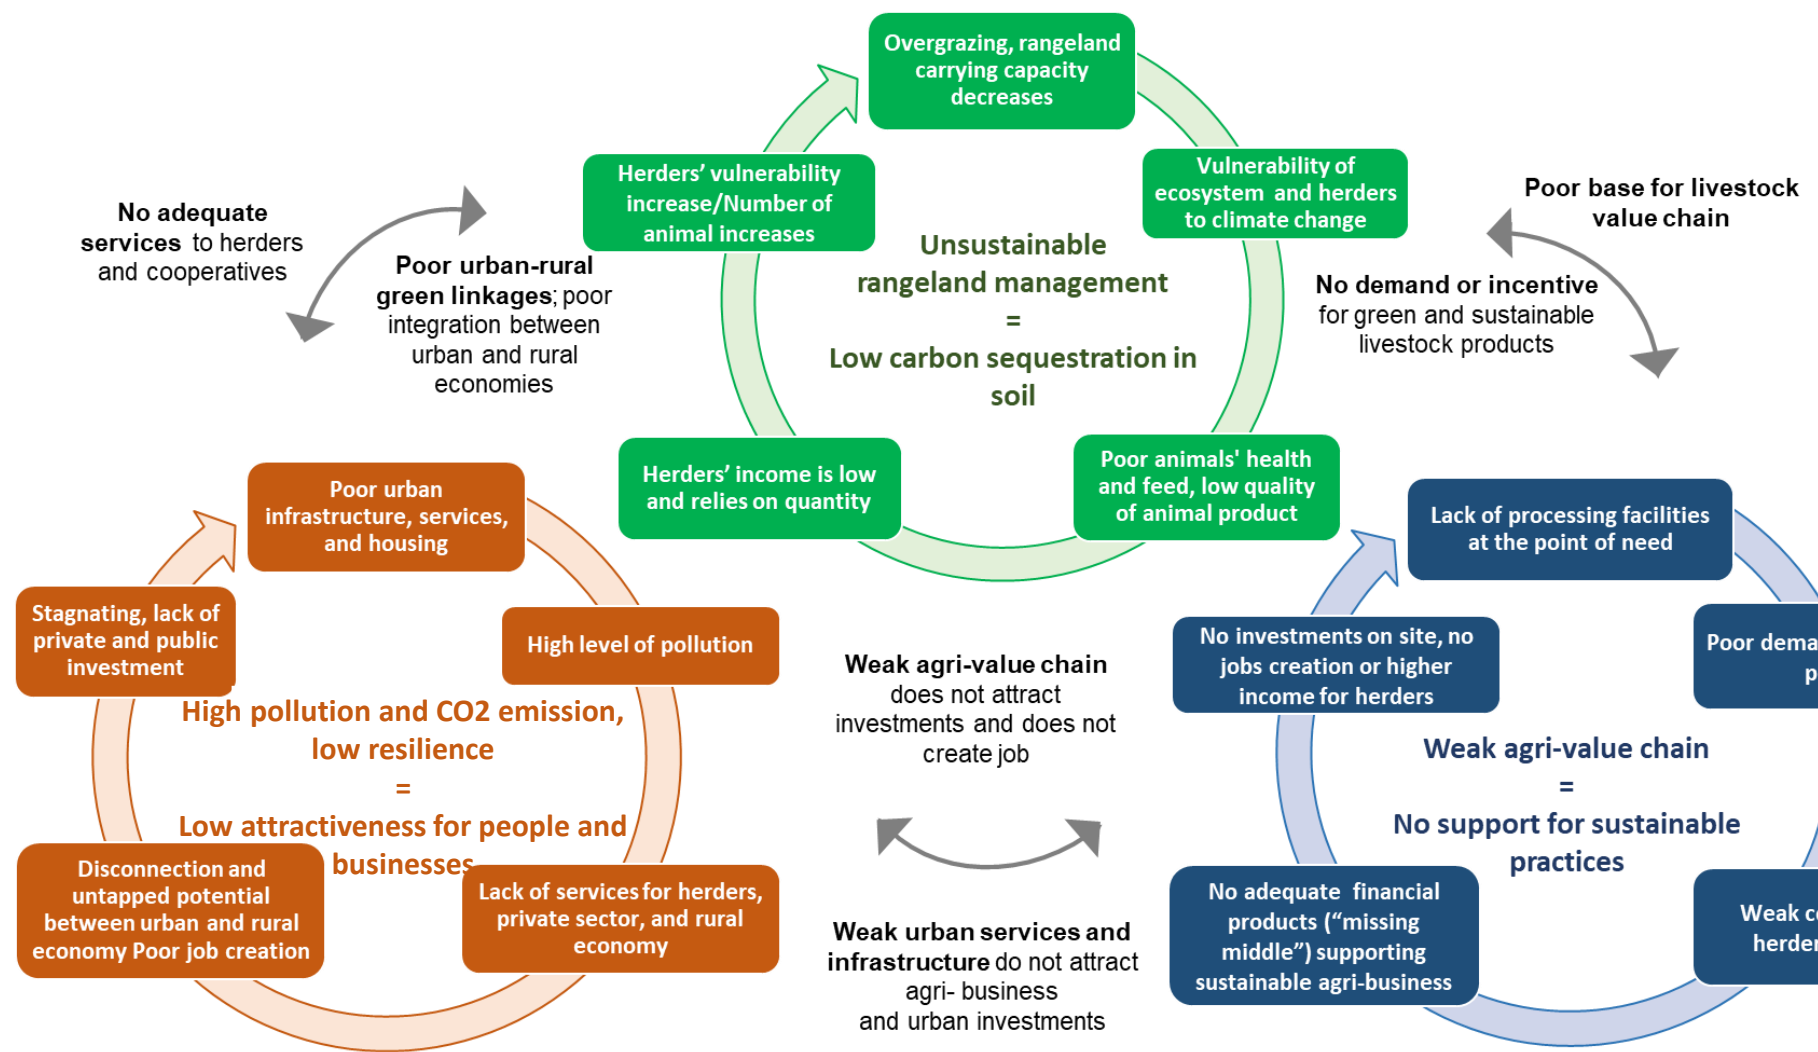 Overgrazing, rangeland
carrying capacity
decreases
Herders’ vulnerability
increase/Number of
animal increases
Vulnerability of
ecosystem and herders
to climate change
No adequate
services to herders
and cooperatives
Poor urban-rural
green linkages; poor
integration between
urban and rural
economies
Unsustainable
rangeland management
=
Low carbon sequestration in
soil
Poor base for livestock
value chain
No demand or incentive
for green and sustainable
livestock products
Herders’ income is low
and relies on quantity
Poor animals' health
and feed, low quality
of animal product
Poor urban
infrastructure, services,
and housing
Stagnating, lack of
private and public
investment
High level of pollution
High pollution and CO2 emission,
low resilience
=
Low attractiveness for people and
businesses
Disconnection and
untapped potential
between urban and rural
economy Poor job creation
Lack of services for herders,
private sector, and rural
economy
Weak agri-value chain
does not attract
investments and does not
create job
Weak urban services and
infrastructure do not attract
agri- business
and urban investments
Lack of processing facilities
at the point of need
No investments on site, no
jobs creation or higher
income for herders
Poor
Weak agri-value chain
=
No support for sustainable
practices
No adequate financial
products (“missing
middle”) supporting
sustainable agri-business
Weak